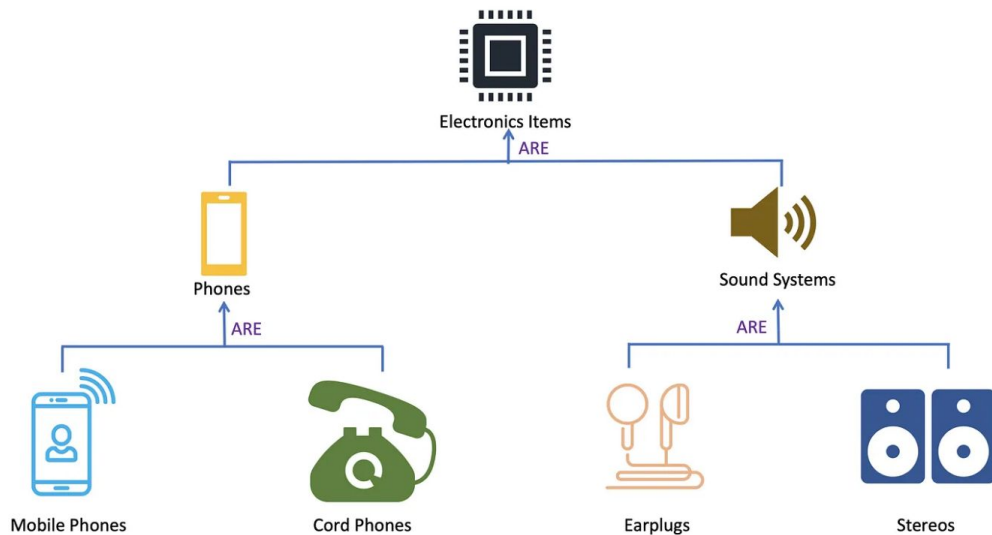 Electronics Items
ARE
Phones
Sound Systems
ARE
ARE
Mobile Phones
Cord Phones
Earplugs
Stereos